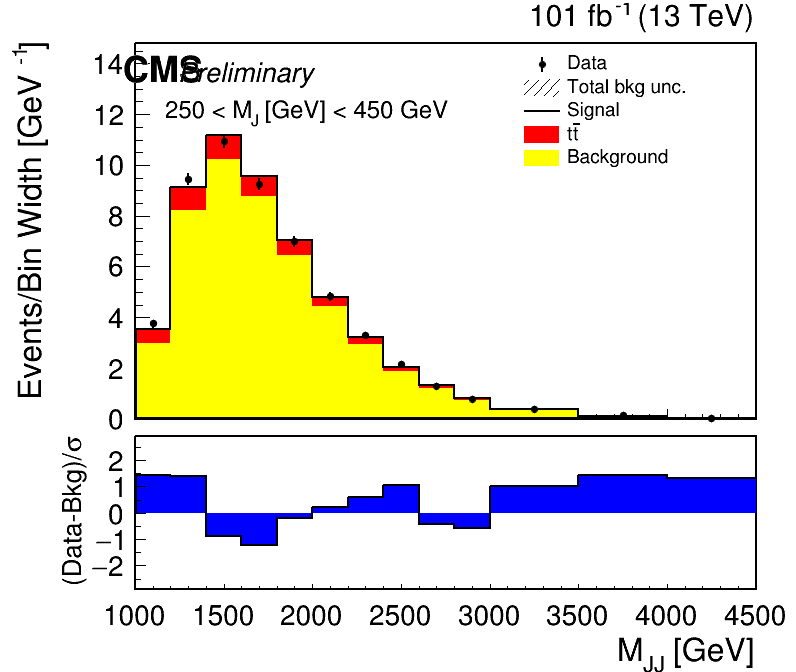 101 fb⁻¹ (13 TeV)
CMS Preliminary
250 < M_JJ [GeV] < 450 GeV
Data
Total bkg unc.
Signal
tt̄
Background
Events/Bin Width [GeV⁻¹]
14
12
10
8
6
4
2
0
(Data-Bkg)/σ
2
1
0
−1
−2
1000 1500 2000 2500 3000 3500 4000 4500
M_JJ [GeV]